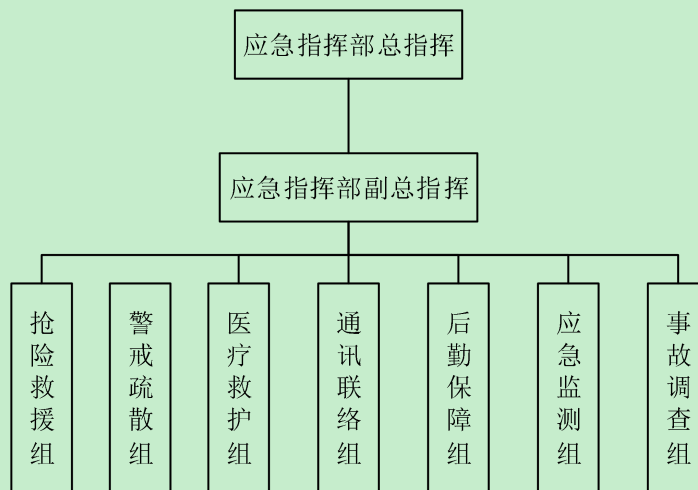 应急指挥部总指挥
应急指挥部副总指挥
抢险救援组
警戒疏散组
医疗救护组
通讯联络组
后勤保障组
应急监测组
事故调查组